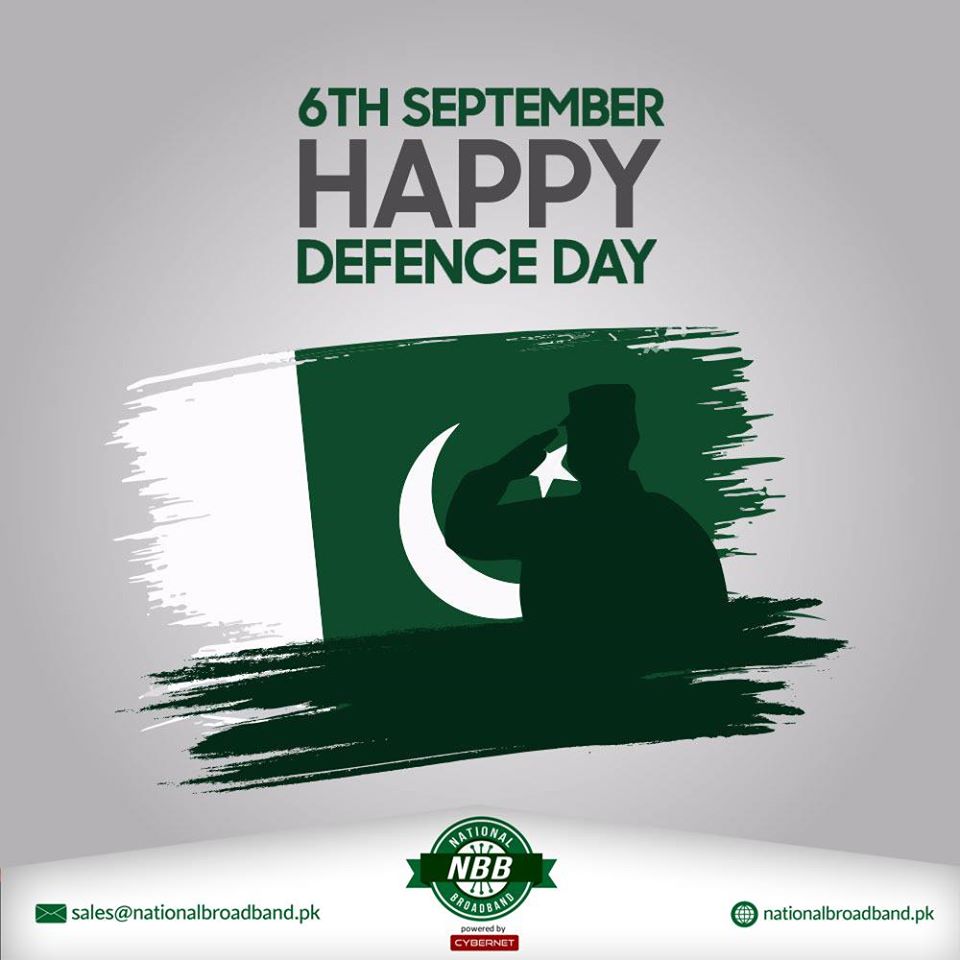 6TH SEPTEMBER
HAPPY
DEFENCE DAY
NATIONAL
NBB
BROADBAND
powered by
CYBERNET
sales@nationalbroadband.pk
nationalbroadband.pk